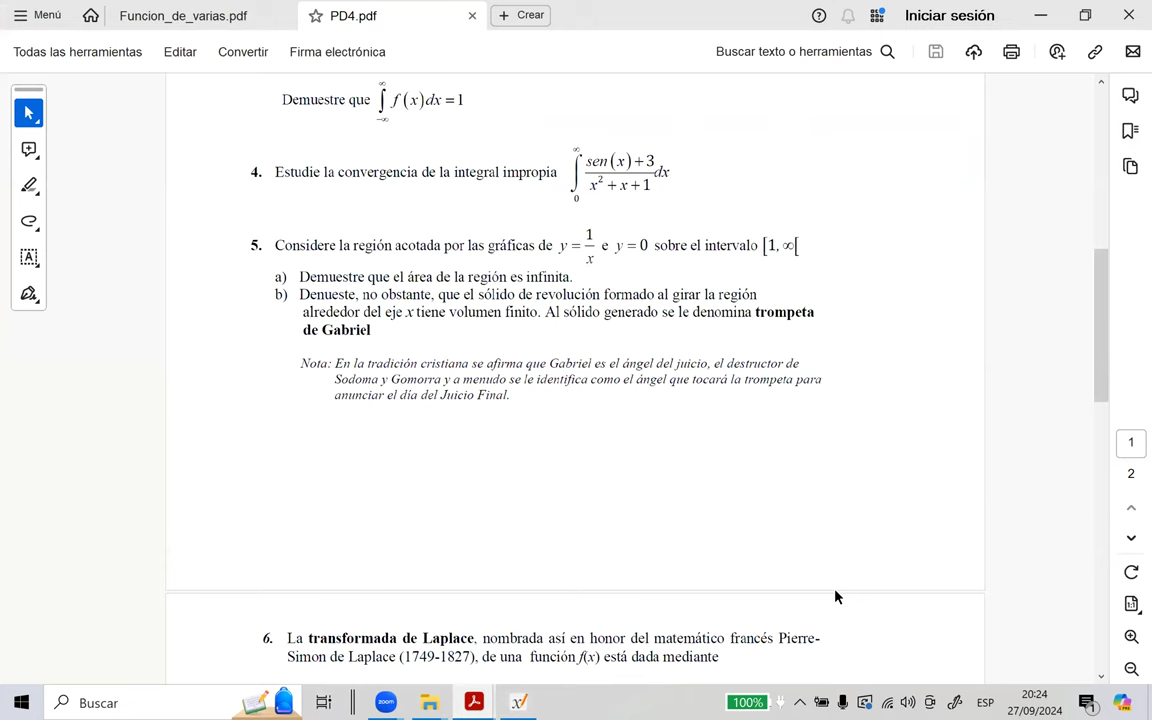 Menú Funcion_de_varias.pdf PD4.pdf Crear Iniciar sesión
Todas las herramientas Editar Convertir Firma electrónica Buscar texto o herramientas
Demuestre que ∫_{-∞}^{∞} f(x)dx = 1
4. Estudie la convergencia de la integral impropia ∫_0^∞ (sen(x)+3)/(x²+x+1) dx
5. Considere la región acotada por las gráficas de y = 1/x e y = 0 sobre el intervalo [1, ∞[
a) Demuestre que el área de la región es infinita.
b) Denueste, no obstante, que el sólido de revolución formado al girar la región
alrededor del eje x tiene volumen finito. Al sólido generado se le denomina trompeta
de Gabriel
Nota: En la tradición cristiana se afirma que Gabriel es el ángel del juicio, el destructor de
Sodoma y Gomorra y a menudo se le identifica como el ángel que tocará la trompeta para
anunciar el día del Juicio Final.
1
2
6. La transformada de Laplace, nombrada así en honor del matemático francés Pierre-
Simon de Laplace (1749-1827), de una función f(x) está dada mediante
Buscar zoom 100% ESP 20:24
27/09/2024